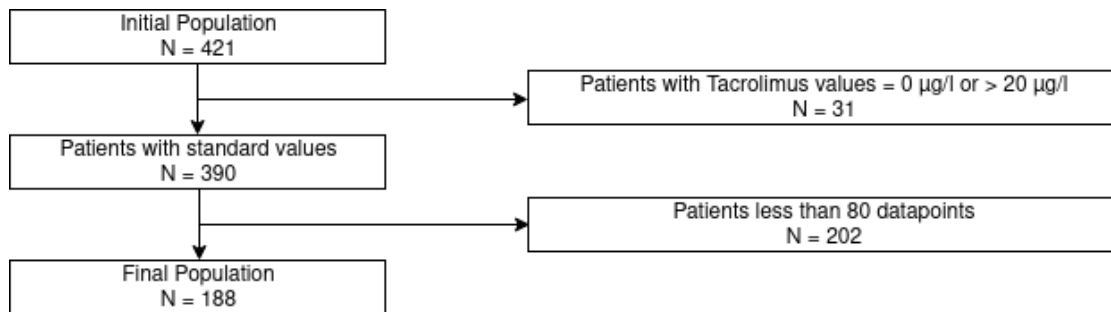 Initial Population
N = 421
Patients with Tacrolimus values = 0 µg/l or > 20 µg/l
N = 31
Patients with standard values
N = 390
Patients less than 80 datapoints
N = 202
Final Population
N = 188